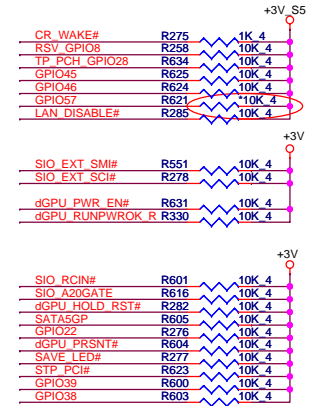 +3V_S5
CR_WAKE# R275 1K_4
RSV_GPIO8 R258 10K_4
TP_PCH_GPIO28 R634 10K_4
GPIO45 R625 10K_4
GPIO46 R624 10K_4
GPIO57 R621 *10K_4
LAN_DISABLE# R285 10K_4
+3V
SIO_EXT_SMI# R551 10K_4
SIO_EXT_SCI# R278 10K_4
dGPU_PWR_EN# R631 10K_4
dGPU_RUNPWROK_R R330 10K_4
+3V
SIO_RCIN# R601 10K_4
SIO_A20GATE R616 10K_4
dGPU_HOLD_RST# R282 10K_4
SATA5GP R605 10K_4
GPIO22 R276 10K_4
dGPU_PRSNT# R604 10K_4
SAVE_LED# R277 10K_4
STP_PCI# R623 10K_4
GPIO39 R600 10K_4
GPIO38 R603 10K_4